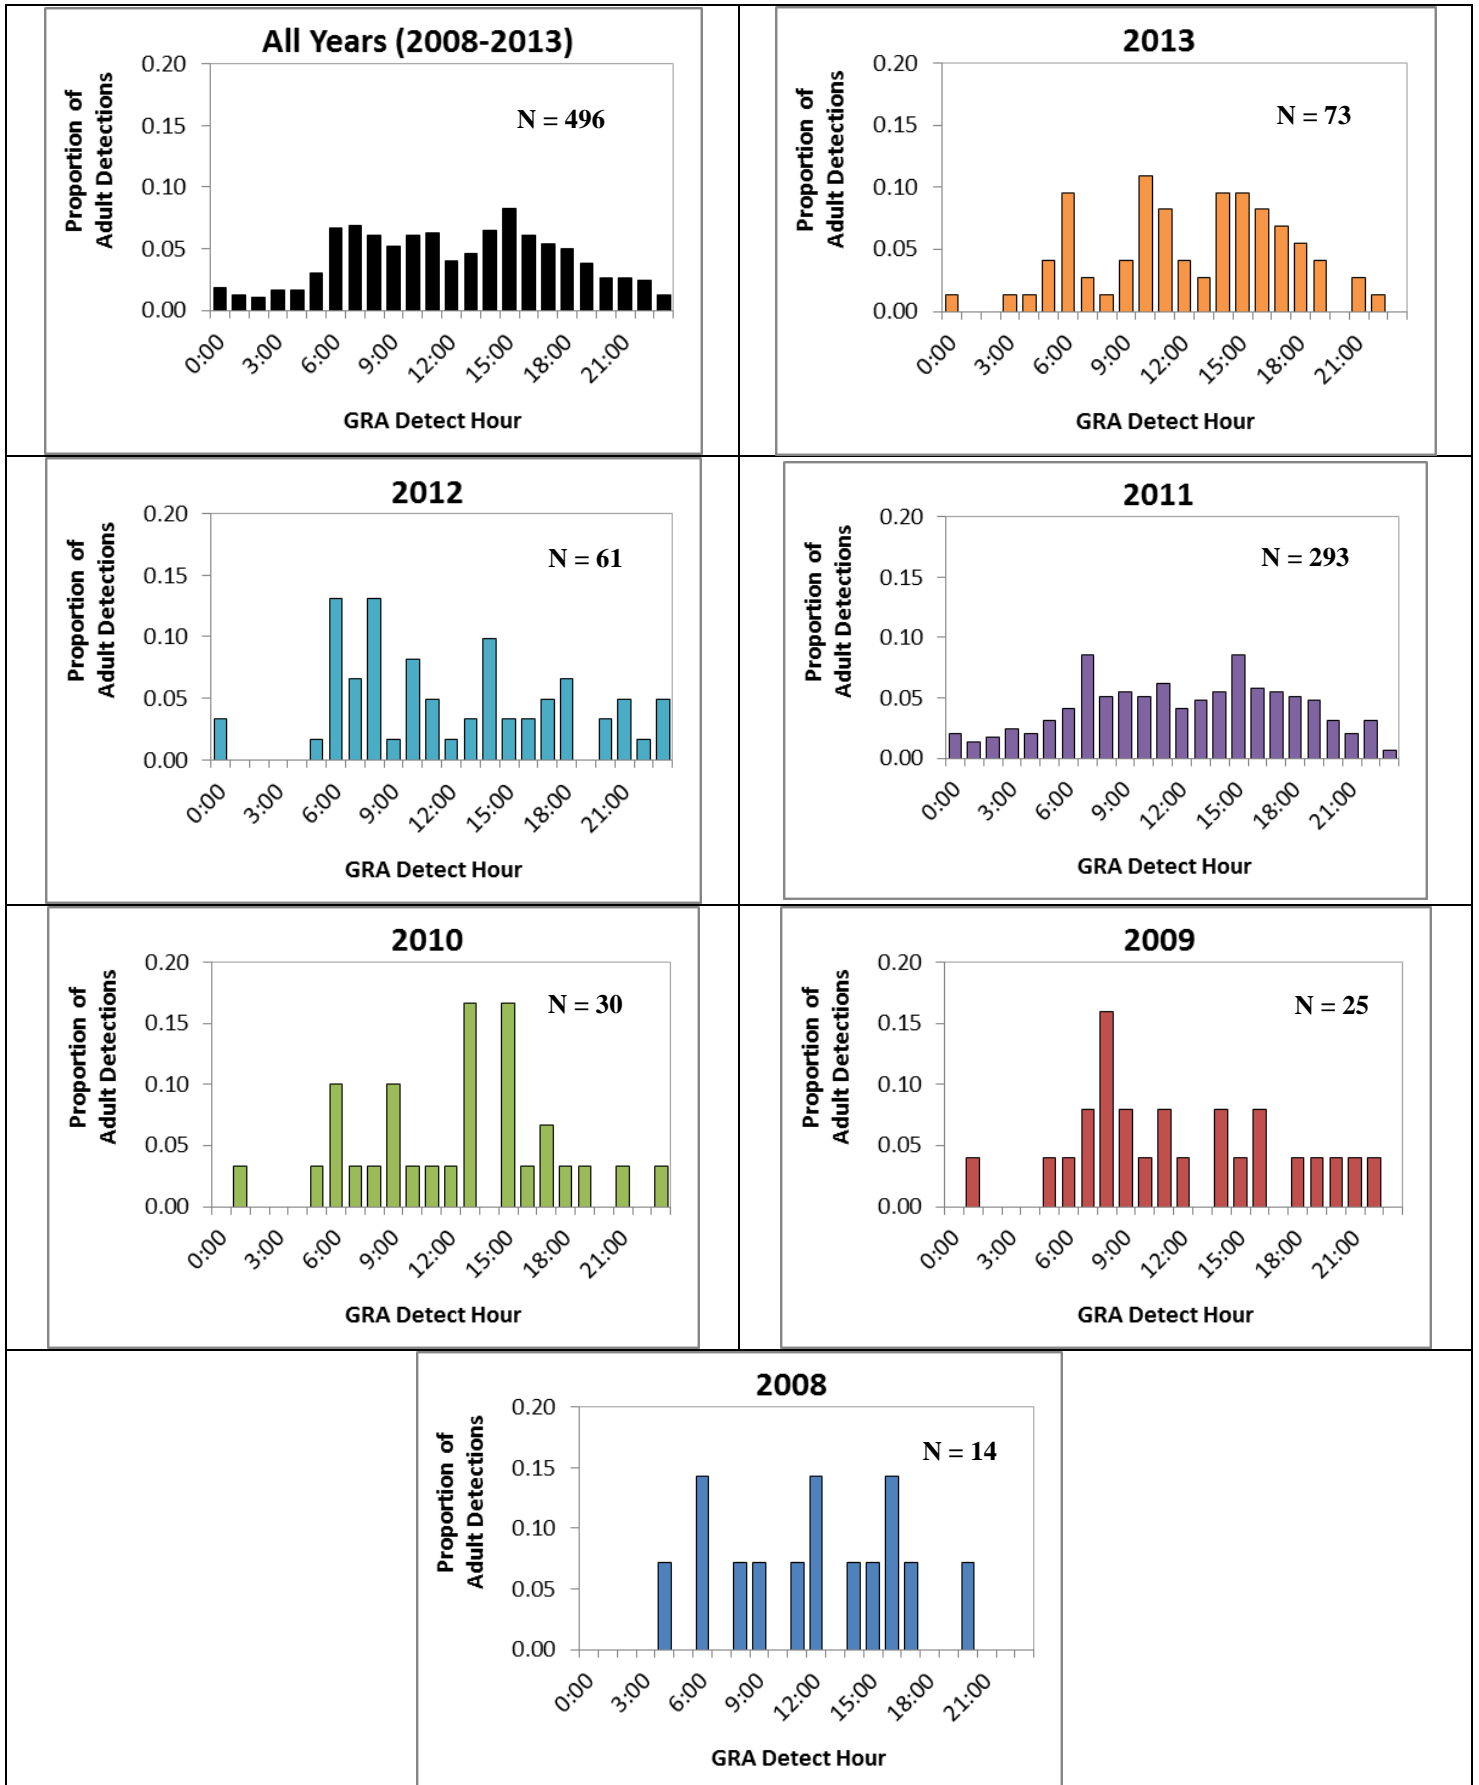 All Years (2008-2013)
Proportion of
Adult Detections
0.20
0.15
0.10
0.05
0.00
N = 496
0:00 3:00 6:00 9:00 12:00 15:00 18:00 21:00
GRA Detect Hour
2013
Proportion of
Adult Detections
0.20
0.15
0.10
0.05
0.00
N = 73
0:00 3:00 6:00 9:00 12:00 15:00 18:00 21:00
GRA Detect Hour
2012
Proportion of
Adult Detections
0.20
0.15
0.10
0.05
0.00
N = 61
0:00 3:00 6:00 9:00 12:00 15:00 18:00 21:00
GRA Detect Hour
2011
Proportion of
Adult Detections
0.20
0.15
0.10
0.05
0.00
N = 293
0:00 3:00 6:00 9:00 12:00 15:00 18:00 21:00
GRA Detect Hour
2010
Proportion of
Adult Detections
0.20
0.15
0.10
0.05
0.00
N = 30
0:00 3:00 6:00 9:00 12:00 15:00 18:00 21:00
GRA Detect Hour
2009
Proportion of
Adult Detections
0.20
0.15
0.10
0.05
0.00
N = 25
0:00 3:00 6:00 9:00 12:00 15:00 18:00 21:00
GRA Detect Hour
2008
Proportion of
Adult Detections
0.20
0.15
0.10
0.05
0.00
N = 14
0:00 3:00 6:00 9:00 12:00 15:00 18:00 21:00
GRA Detect Hour